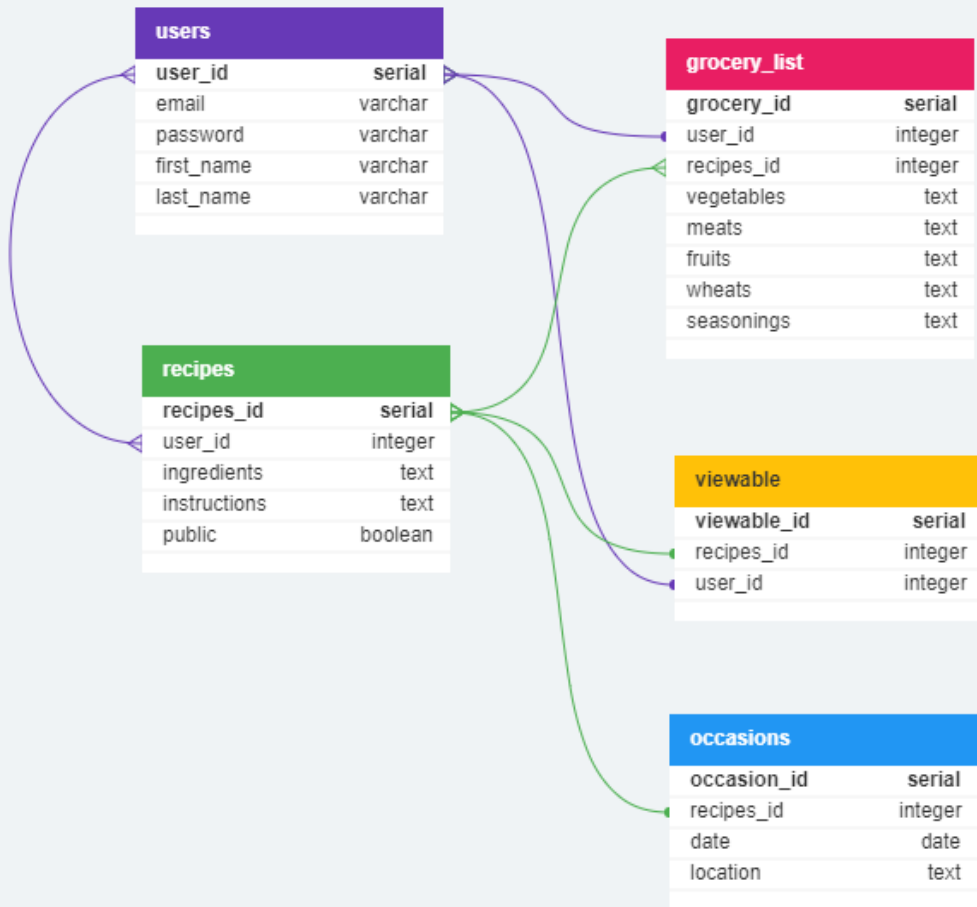 users
user_id serial
email varchar
password varchar
first_name varchar
last_name varchar
grocery_list
grocery_id serial
user_id integer
recipes_id integer
vegetables text
meats text
fruits text
wheats text
seasonings text
recipes
recipes_id serial
user_id integer
ingredients text
instructions text
public boolean
viewable
viewable_id serial
recipes_id integer
user_id integer
occasions
occasion_id serial
recipes_id integer
date date
location text